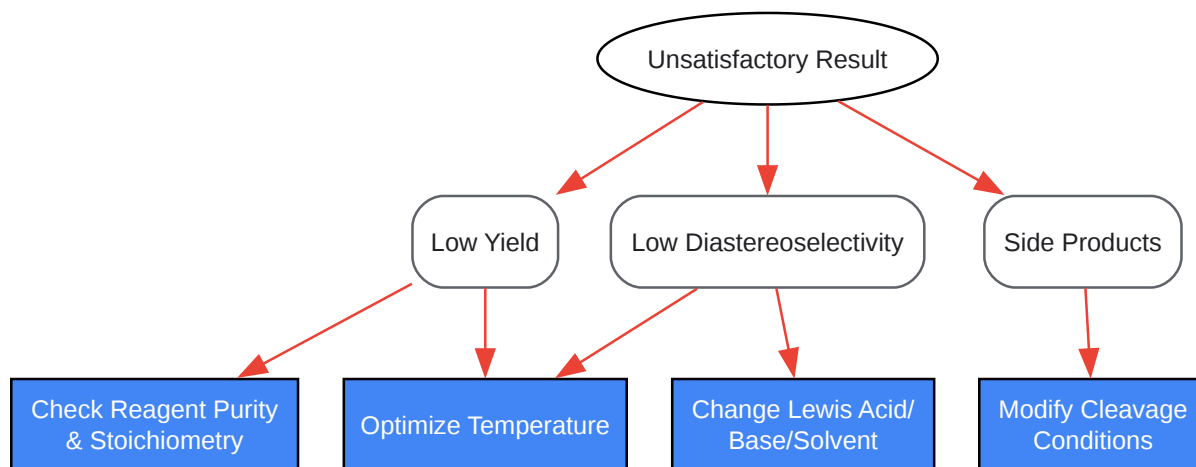 Unsatisfactory Result
Low Yield
Low Diastereoselectivity
Side Products
Check Reagent Purity
& Stoichiometry
Optimize Temperature
Change Lewis Acid/
Base/Solvent
Modify Cleavage
Conditions